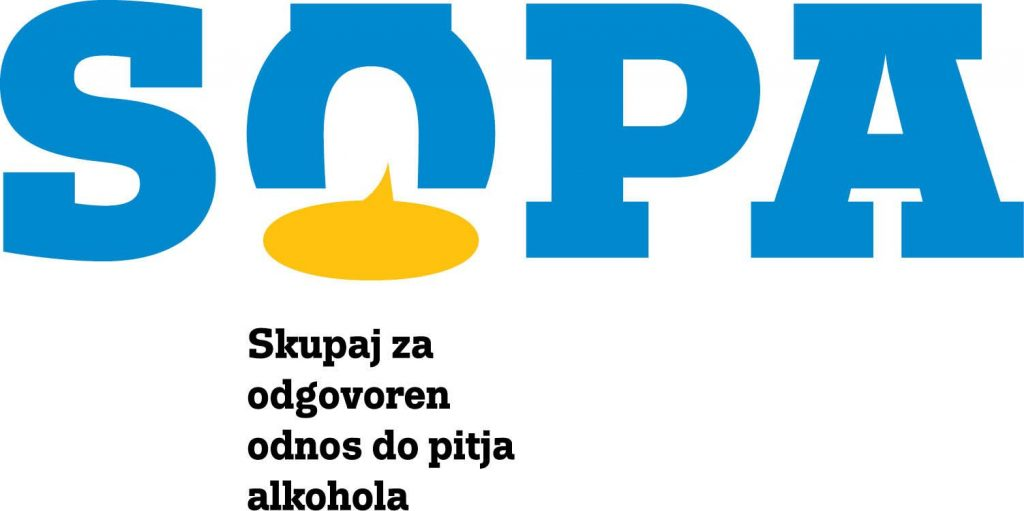 SOPA
Skupaj za
odgovoren
odnos do pitja
alkohola